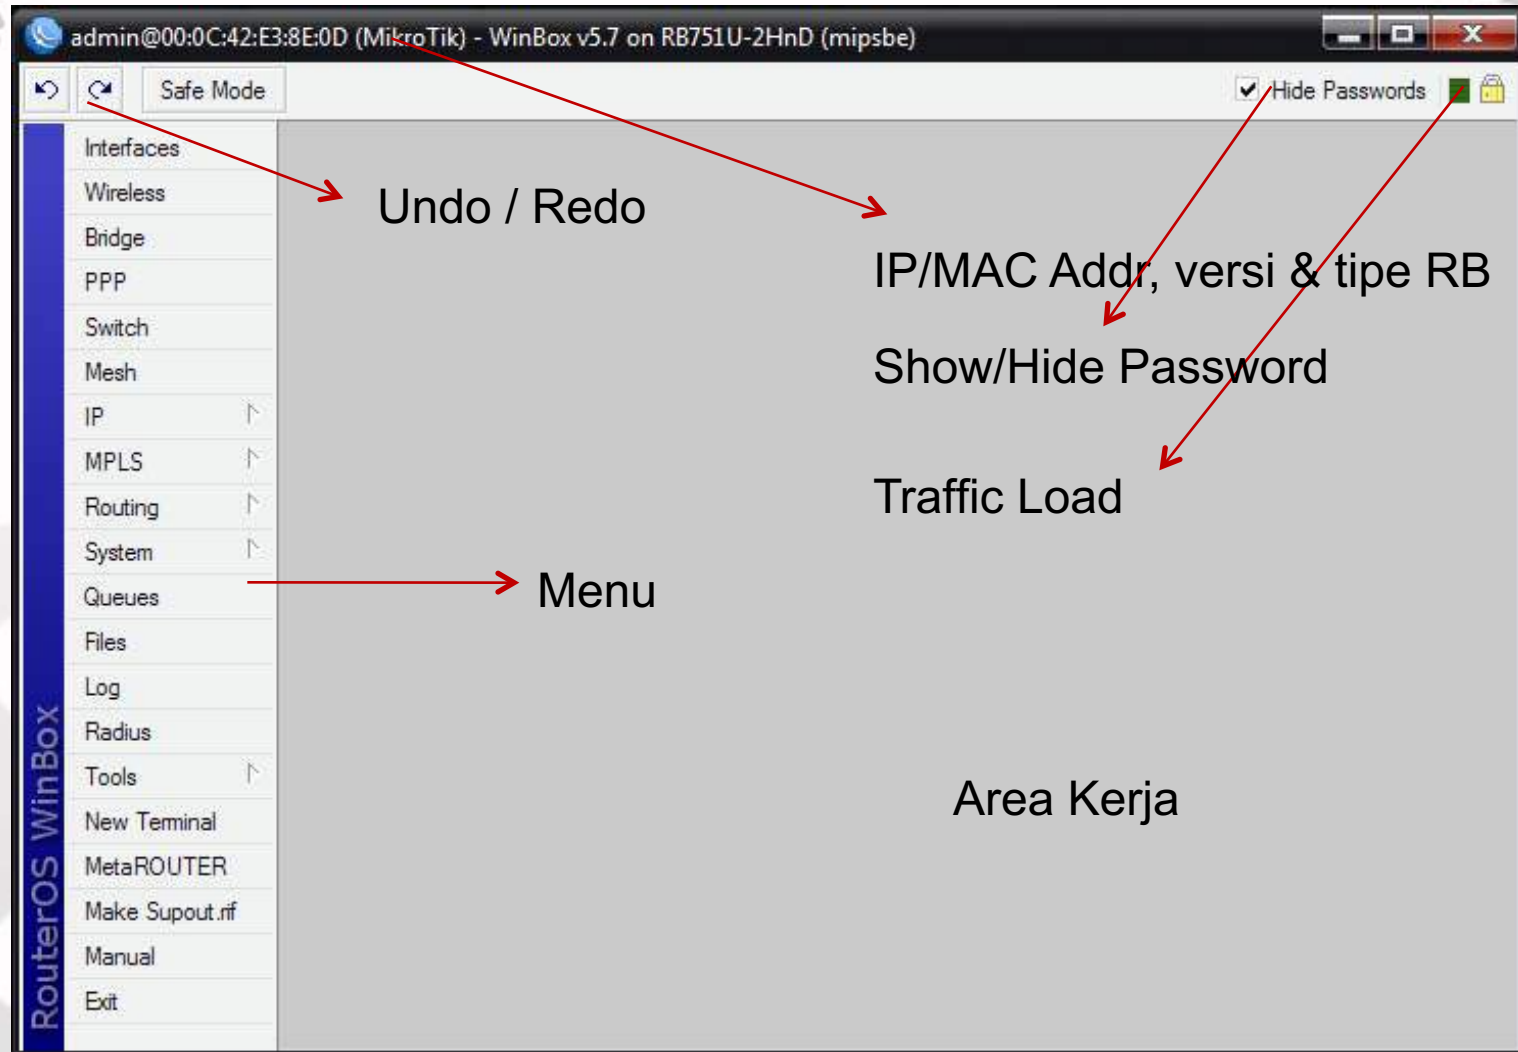 admin@00:0C:42:E3:8E:0D (MikroTik) - WinBox v5.7 on RB751U-2HnD (mipsbe)
Safe Mode
Hide Passwords
Interfaces
Wireless
Bridge
PPP
Switch
Mesh
IP
MPLS
Routing
System
Queues
Files
Log
Radius
Tools
New Terminal
MetaROUTER
Make Supout.rif
Manual
Exit
RouterOS WinBox
Undo / Redo
IP/MAC Addr, versi & tipe RB
Show/Hide Password
Traffic Load
Menu
Area Kerja